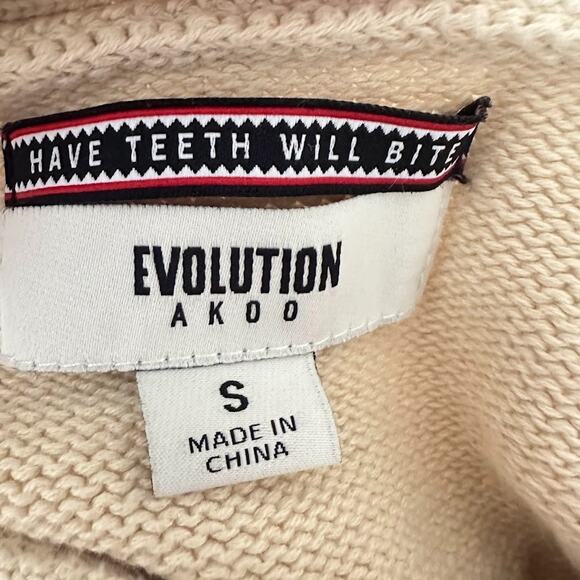 HAVE TEETH WILL BITE
EVOLUTION
AKOO
S
MADE IN
CHINA